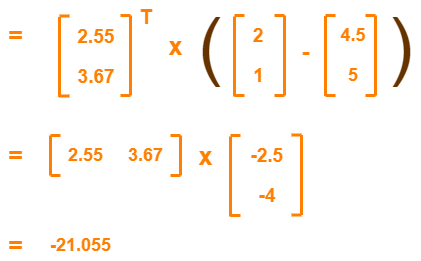 = [ 2.55 3.67 ] T x ( [ 2 1 ] - [ 4.5 5 ] )
= [ 2.55 3.67 ] x [ -2.5 -4 ]
= -21.055